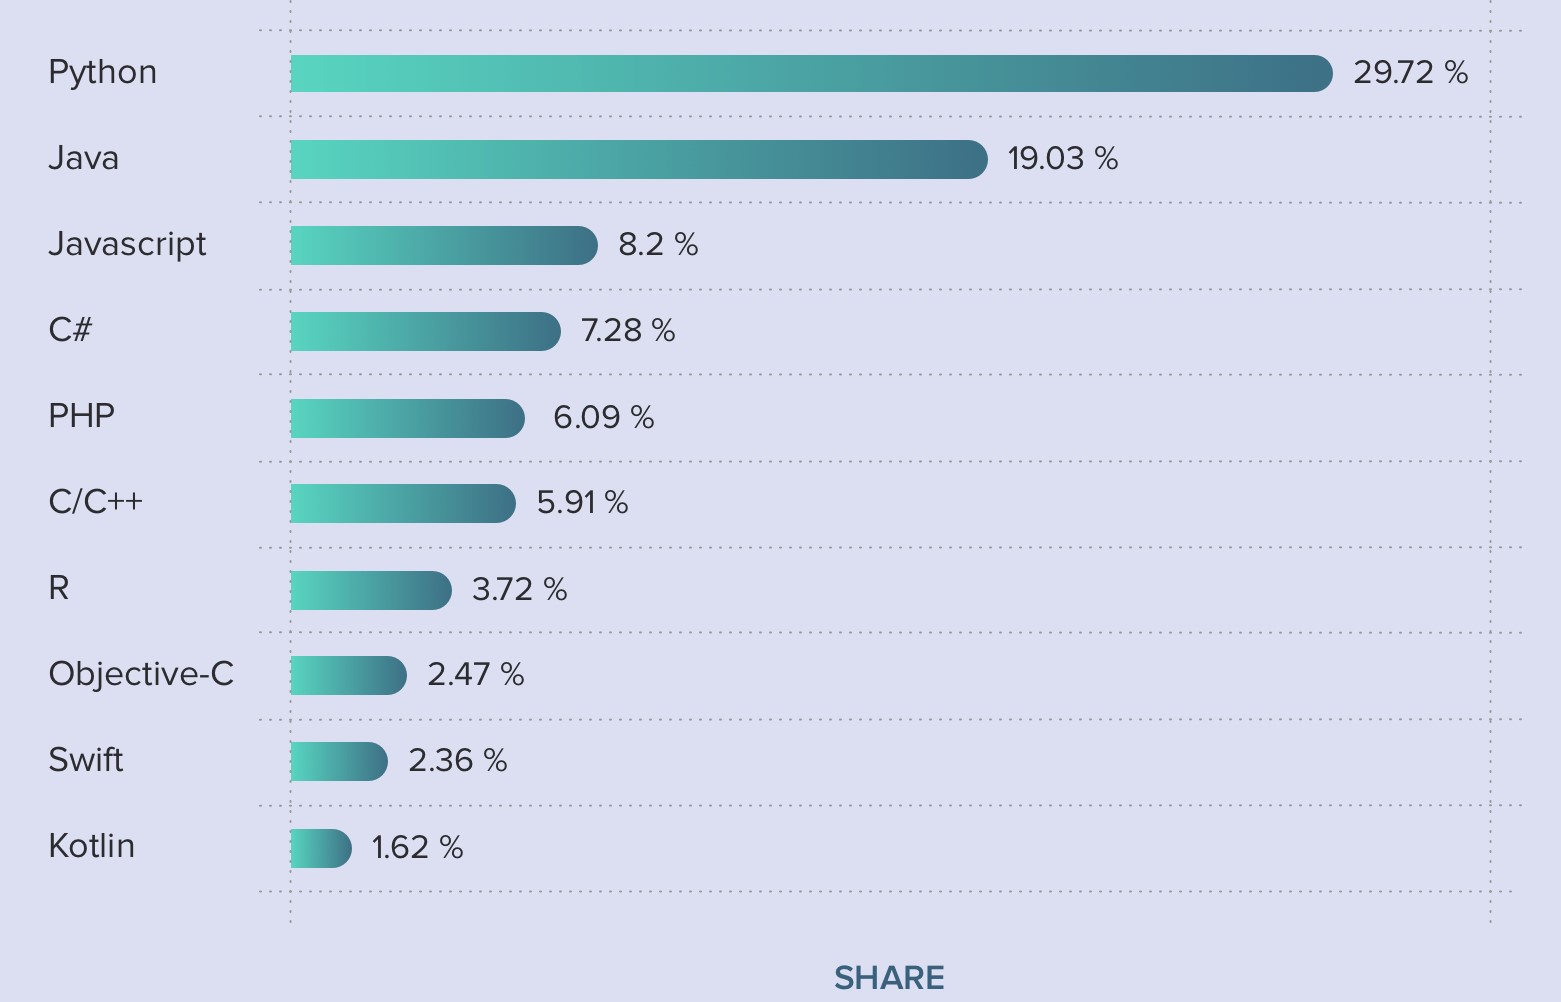 Python 29.72 %
Java 19.03 %
Javascript 8.2 %
C# 7.28 %
PHP 6.09 %
C/C++ 5.91 %
R 3.72 %
Objective-C 2.47 %
Swift 2.36 %
Kotlin 1.62 %
SHARE